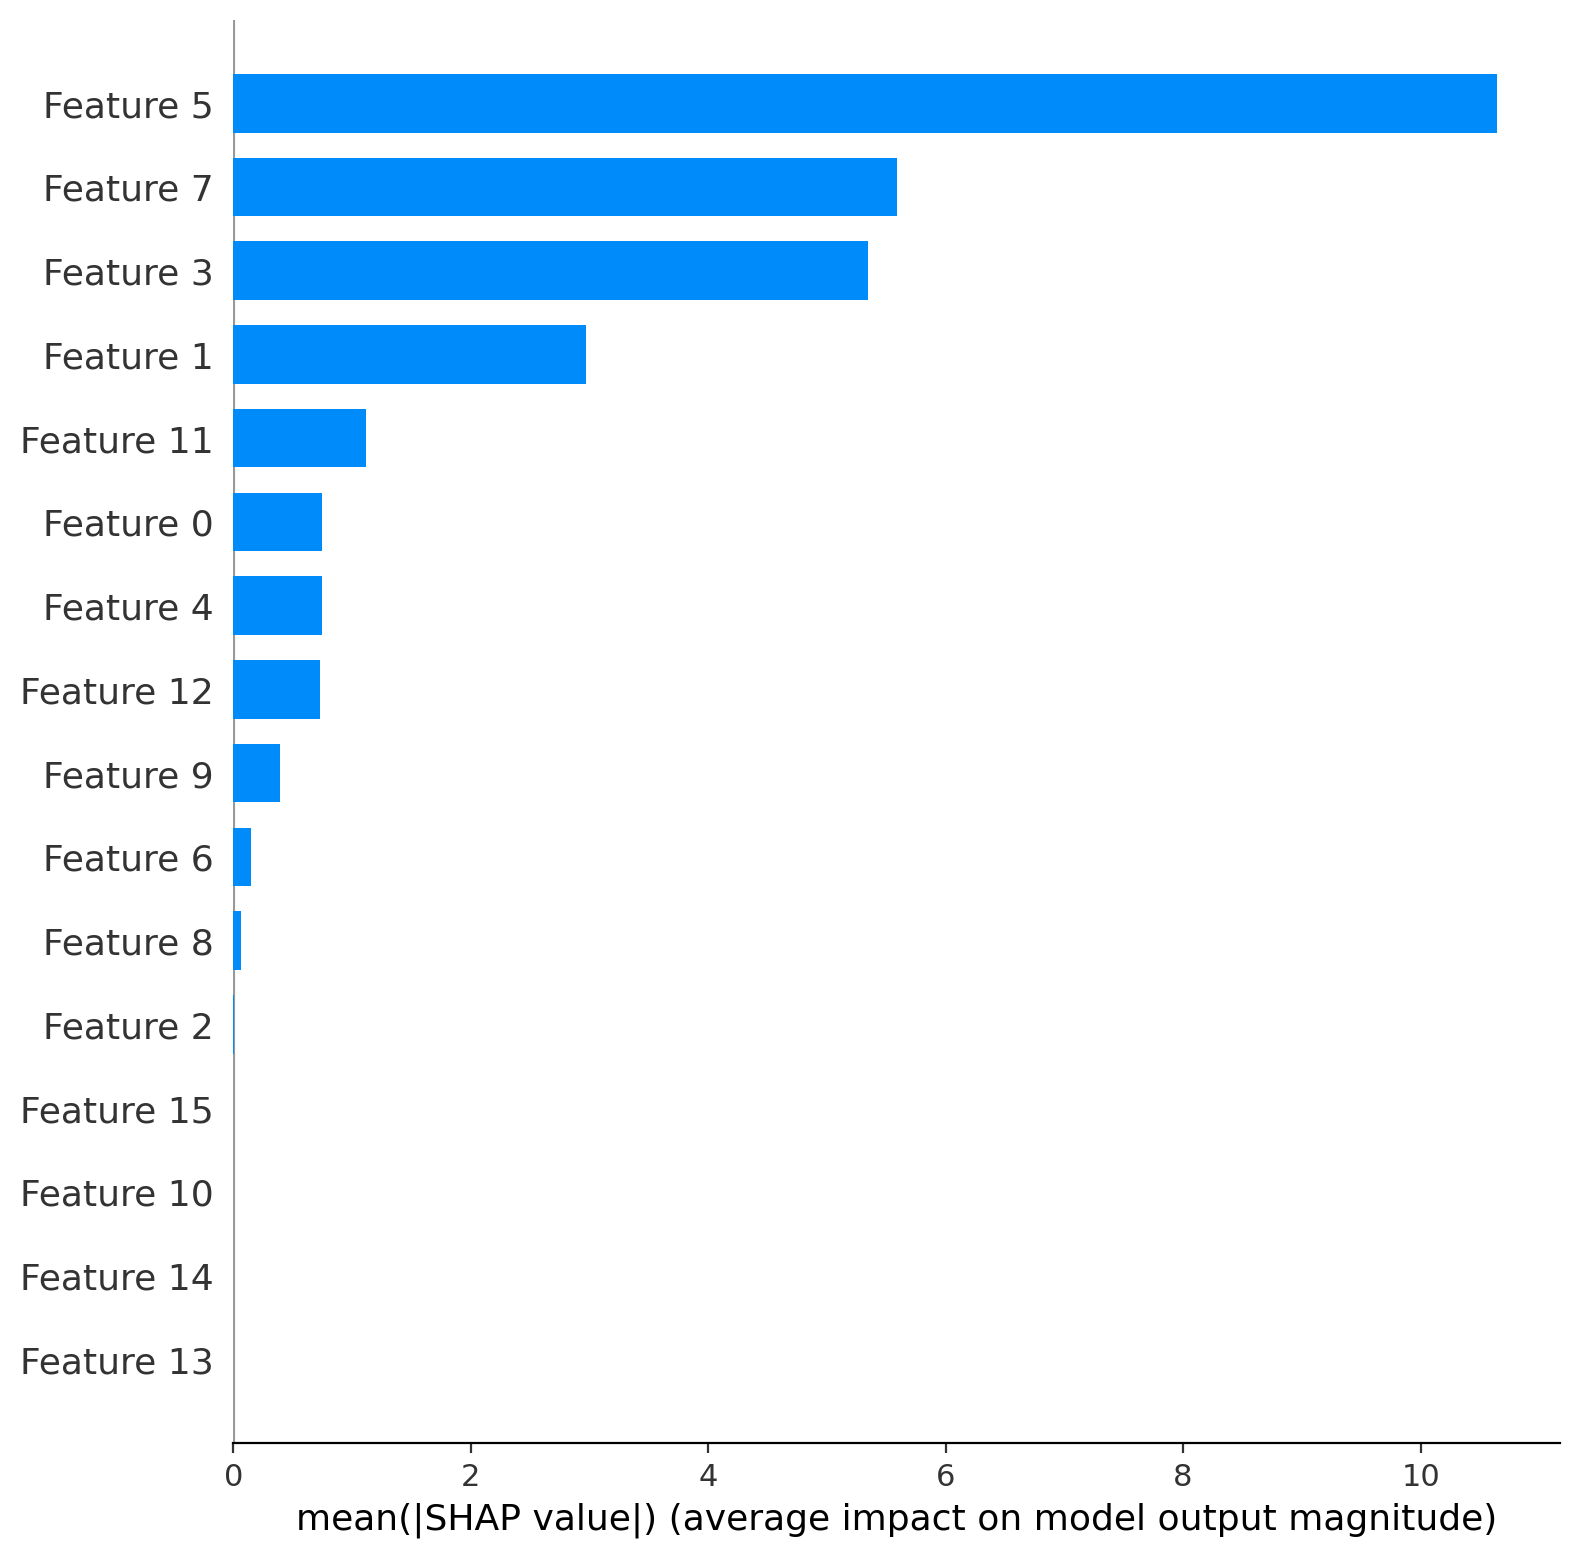 Feature 5
Feature 7
Feature 3
Feature 1
Feature 11
Feature 0
Feature 4
Feature 12
Feature 9
Feature 6
Feature 8
Feature 2
Feature 15
Feature 10
Feature 14
Feature 13
0 2 4 6 8 10
mean(|SHAP value|) (average impact on model output magnitude)